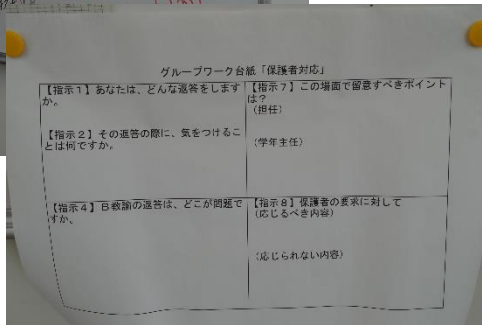 グループワーク台紙「保護者対応」
【指示1】あなたは、どんな返答をします
か。
【指示2】その返答の際に、気をつけるこ
とは何ですか。
【指示7】この場面で留意すべきポイント
は?
(担任)
(学年主任)
【指示4】B教諭の返答は、どこが問題で
すか。
【指示8】保護者の要求に対して
(応じるべき内容)
(応じられない内容)